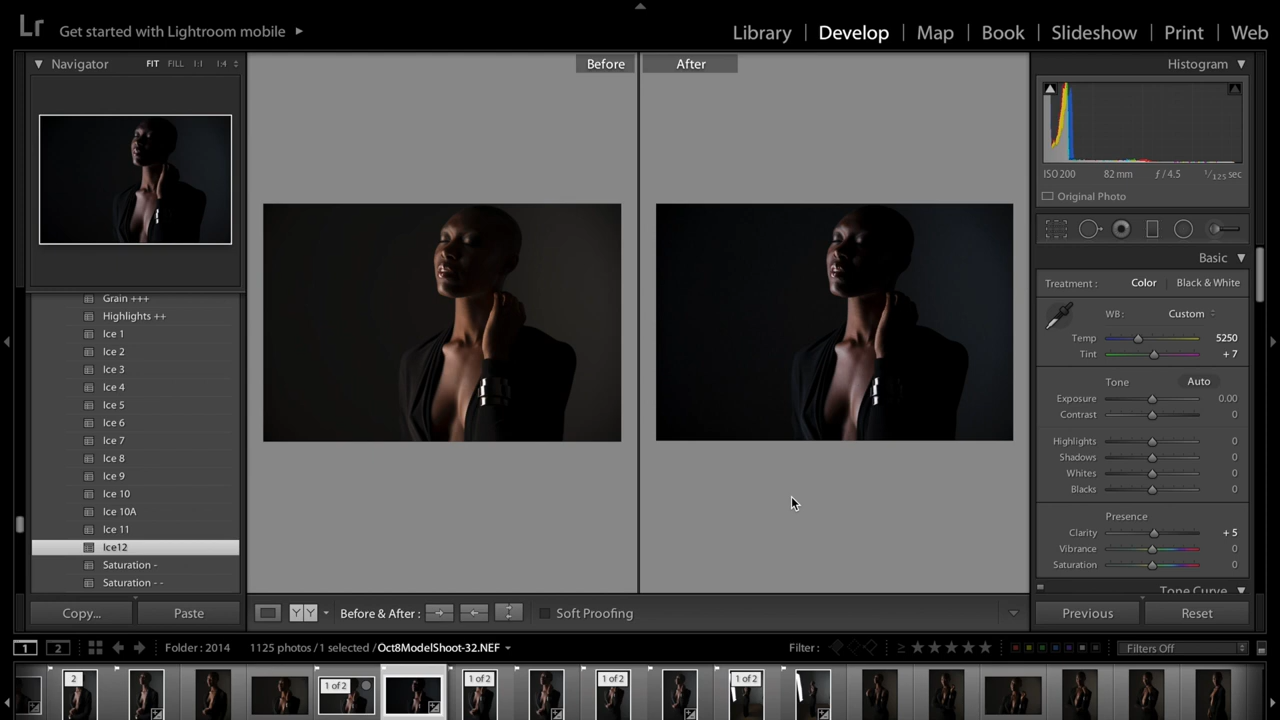 Lr Get started with Lightroom mobile
Library | Develop | Map | Book | Slideshow | Print | Web
Navigator FIT FILL 1:1 1:4
Before After
Histogram
ISO 200 82 mm ƒ / 4.5 1/125 sec
Original Photo
Basic
Treatment : Color | Black & White
WB : Custom
Temp 5250
Tint + 7
Tone Auto
Exposure 0.00
Contrast 0
Highlights 0
Shadows 0
Whites 0
Blacks 0
Presence
Clarity + 5
Vibrance 0
Saturation 0
Tone Curve
Grain +++
Highlights ++
Ice 1
Ice 2
Ice 3
Ice 4
Ice 5
Ice 6
Ice 7
Ice 8
Ice 9
Ice 10
Ice 10A
Ice 11
Ice12
Saturation -
Saturation - -
Copy... Paste
Y Y Before & After : Soft Proofing
Previous Reset
1 2 Folder : 2014 1125 photos / 1 selected / Oct8ModelShoot-32.NEF Filter : ≥ ★★★★★ Filters Off
2 1 of 2 1 of 2 1 of 2 1 of 2